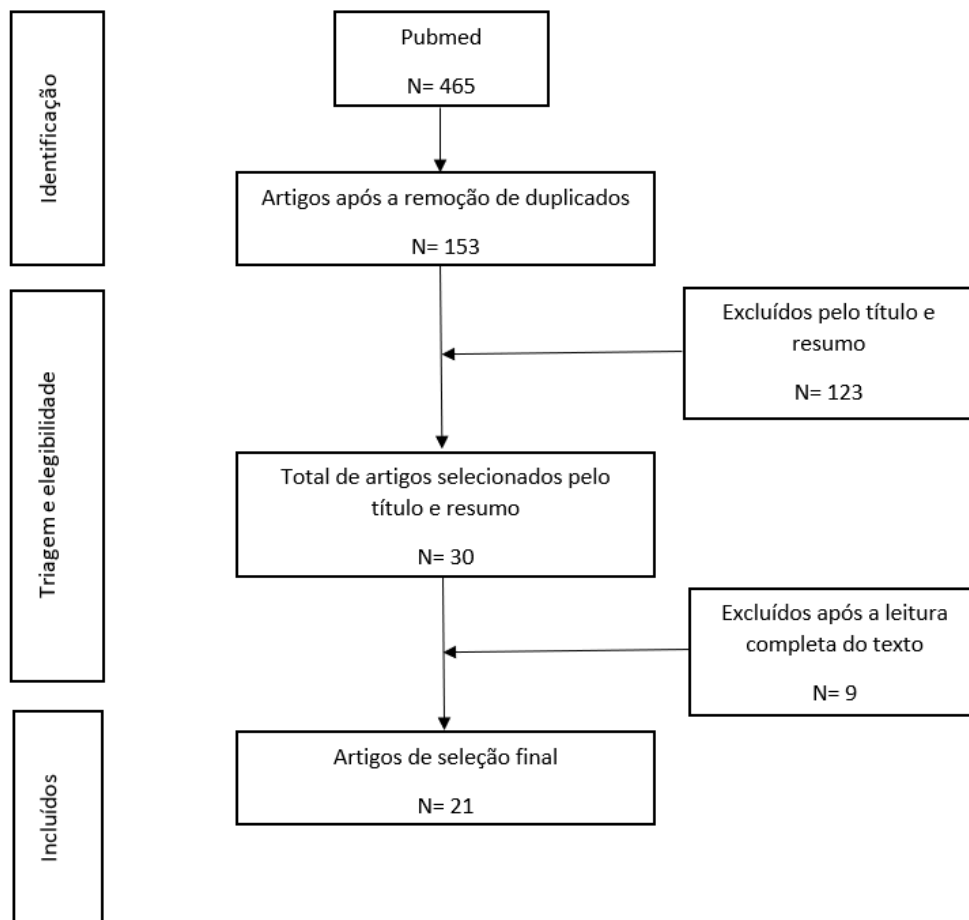 Identificação
Pubmed
N= 465
Artigos após a remoção de duplicados
N= 153
Triagem e elegibilidade
Excluídos pelo título e
resumo
N= 123
Total de artigos selecionados pelo
título e resumo
N= 30
Excluídos após a leitura
completa do texto
N= 9
Incluídos
Artigos de seleção final
N= 21